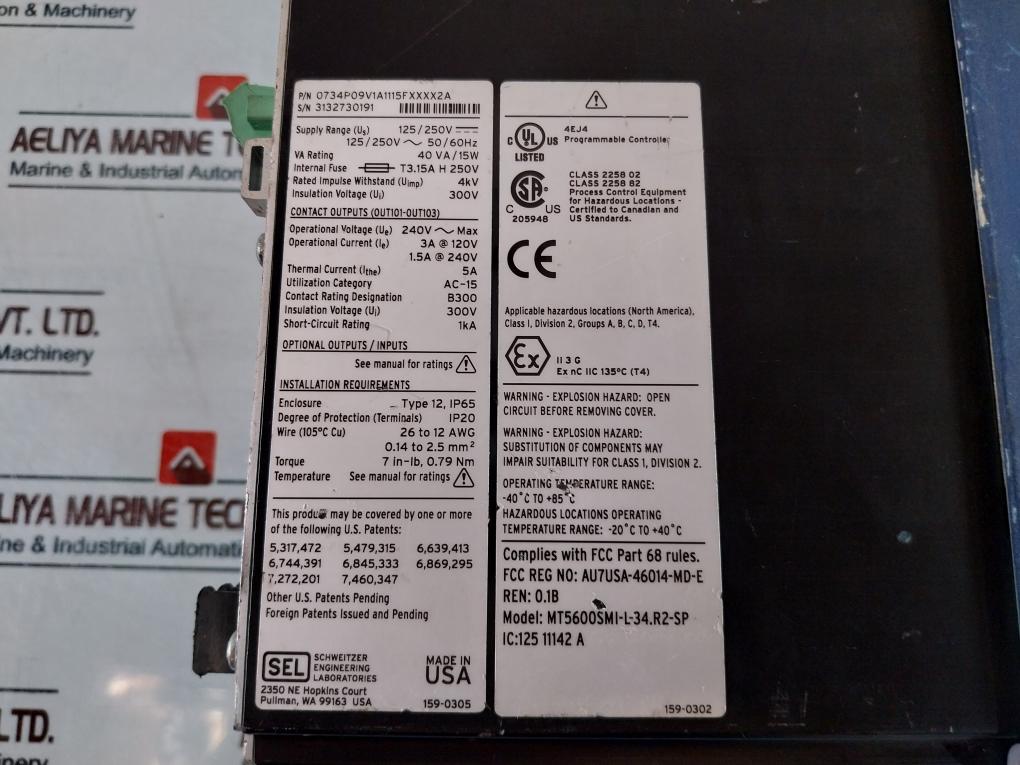 on & Machinery
AELIYA MARINE T
Marine & Industrial Autom
VT. LTD.
Machinery
LIYA MARINE TEC
ne & Industrial Automati
LTD.
P/N 0734P09V1A1115FXXXX2A
S/N 3132730191
Supply Range (Us) 125/250V ⎓
125/250V ~ 50/60Hz
VA Rating 40 VA/15W
Internal Fuse T3.15A H 250V
Rated Impulse Withstand (Uimp) 4kV
Insulation Voltage (Ui) 300V
CONTACT OUTPUTS (OUT101-OUT103)
Operational Voltage (Ue) 240V ~ Max
Operational Current (Ie) 3A @ 120V
1.5A @ 240V
Thermal Current (Ithe) 5A
Utilization Category AC-15
Contact Rating Designation B300
Insulation Voltage (Ui) 300V
Short-Circuit Rating 1kA
OPTIONAL OUTPUTS / INPUTS
See manual for ratings ⚠
INSTALLATION REQUIREMENTS
Enclosure Type 12, IP65
Degree of Protection (Terminals) IP20
Wire (105°C Cu) 26 to 12 AWG
0.14 to 2.5 mm²
Torque 7 in-lb, 0.79 Nm
Temperature See manual for ratings ⚠
This product may be covered by one or more
of the following U.S. Patents:
5,317,472 5,479,315 6,639,413
6,744,391 6,845,333 6,869,295
7,272,201 7,460,347
Other U.S. Patents Pending
Foreign Patents Issued and Pending
SEL SCHWEITZER
ENGINEERING
LABORATORIES
2350 NE Hopkins Court
Pullman, WA 99163 USA
MADE IN
USA
159-0305
C UL US
LISTED
4EJ4
Programmable Controller
C SA US
205948
CLASS 2258 02
CLASS 2258 82
Process Control Equipment
for Hazardous Locations -
Certified to Canadian and
US Standards.
CE
Applicable hazardous locations (North America).
Class I, Division 2, Groups A, B, C, D, T4.
Ex II 3 G
Ex nC IIC 135°C (T4)
WARNING - EXPLOSION HAZARD: OPEN
CIRCUIT BEFORE REMOVING COVER.
WARNING - EXPLOSION HAZARD:
SUBSTITUTION OF COMPONENTS MAY
IMPAIR SUITABILITY FOR CLASS 1, DIVISION 2.
OPERATING TEMPERATURE RANGE:
-40°C TO +85°C
HAZARDOUS LOCATIONS OPERATING
TEMPERATURE RANGE: -20°C TO +40°C
Complies with FCC Part 68 rules.
FCC REG NO: AU7USA-46014-MD-E
REN: 0.1B
Model: MT5600SMI-L-34.R2-SP
IC:125 11142 A
159-0302